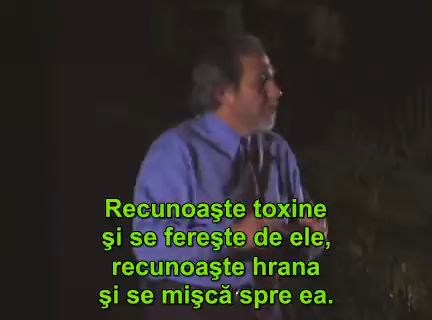 Recunoaşte toxine
şi se fereşte de ele,
recunoaşte hrana
şi se mişcă spre ea.